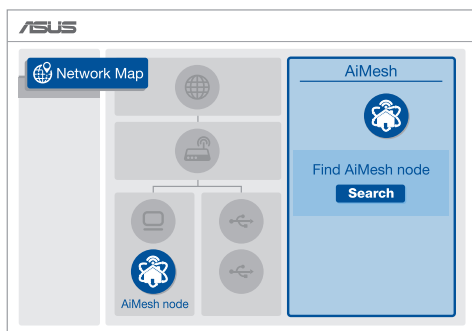 ASUS
Network Map
AiMesh
Find AiMesh node
Search
AiMesh node